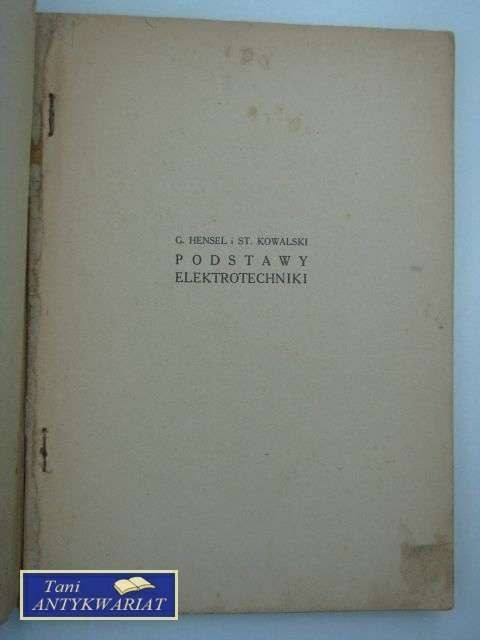 G. HENSEL i ST. KOWALSKI
PODSTAWY
ELEKTROTECHNIKI
Tani
ANTYKWARIAT